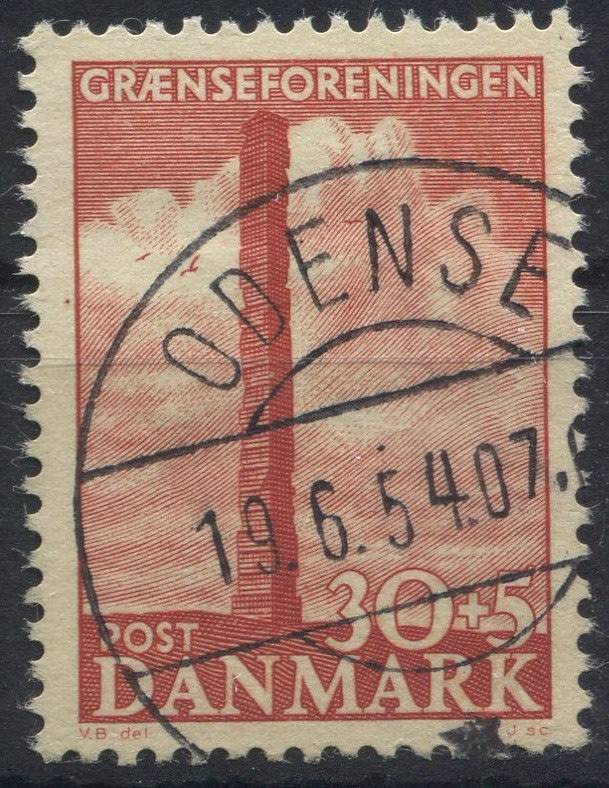 GRÆNSEFORENINGEN
ODENSE
19.6.54.07.
30+5
POST
DANMARK
V.B. del. J sc